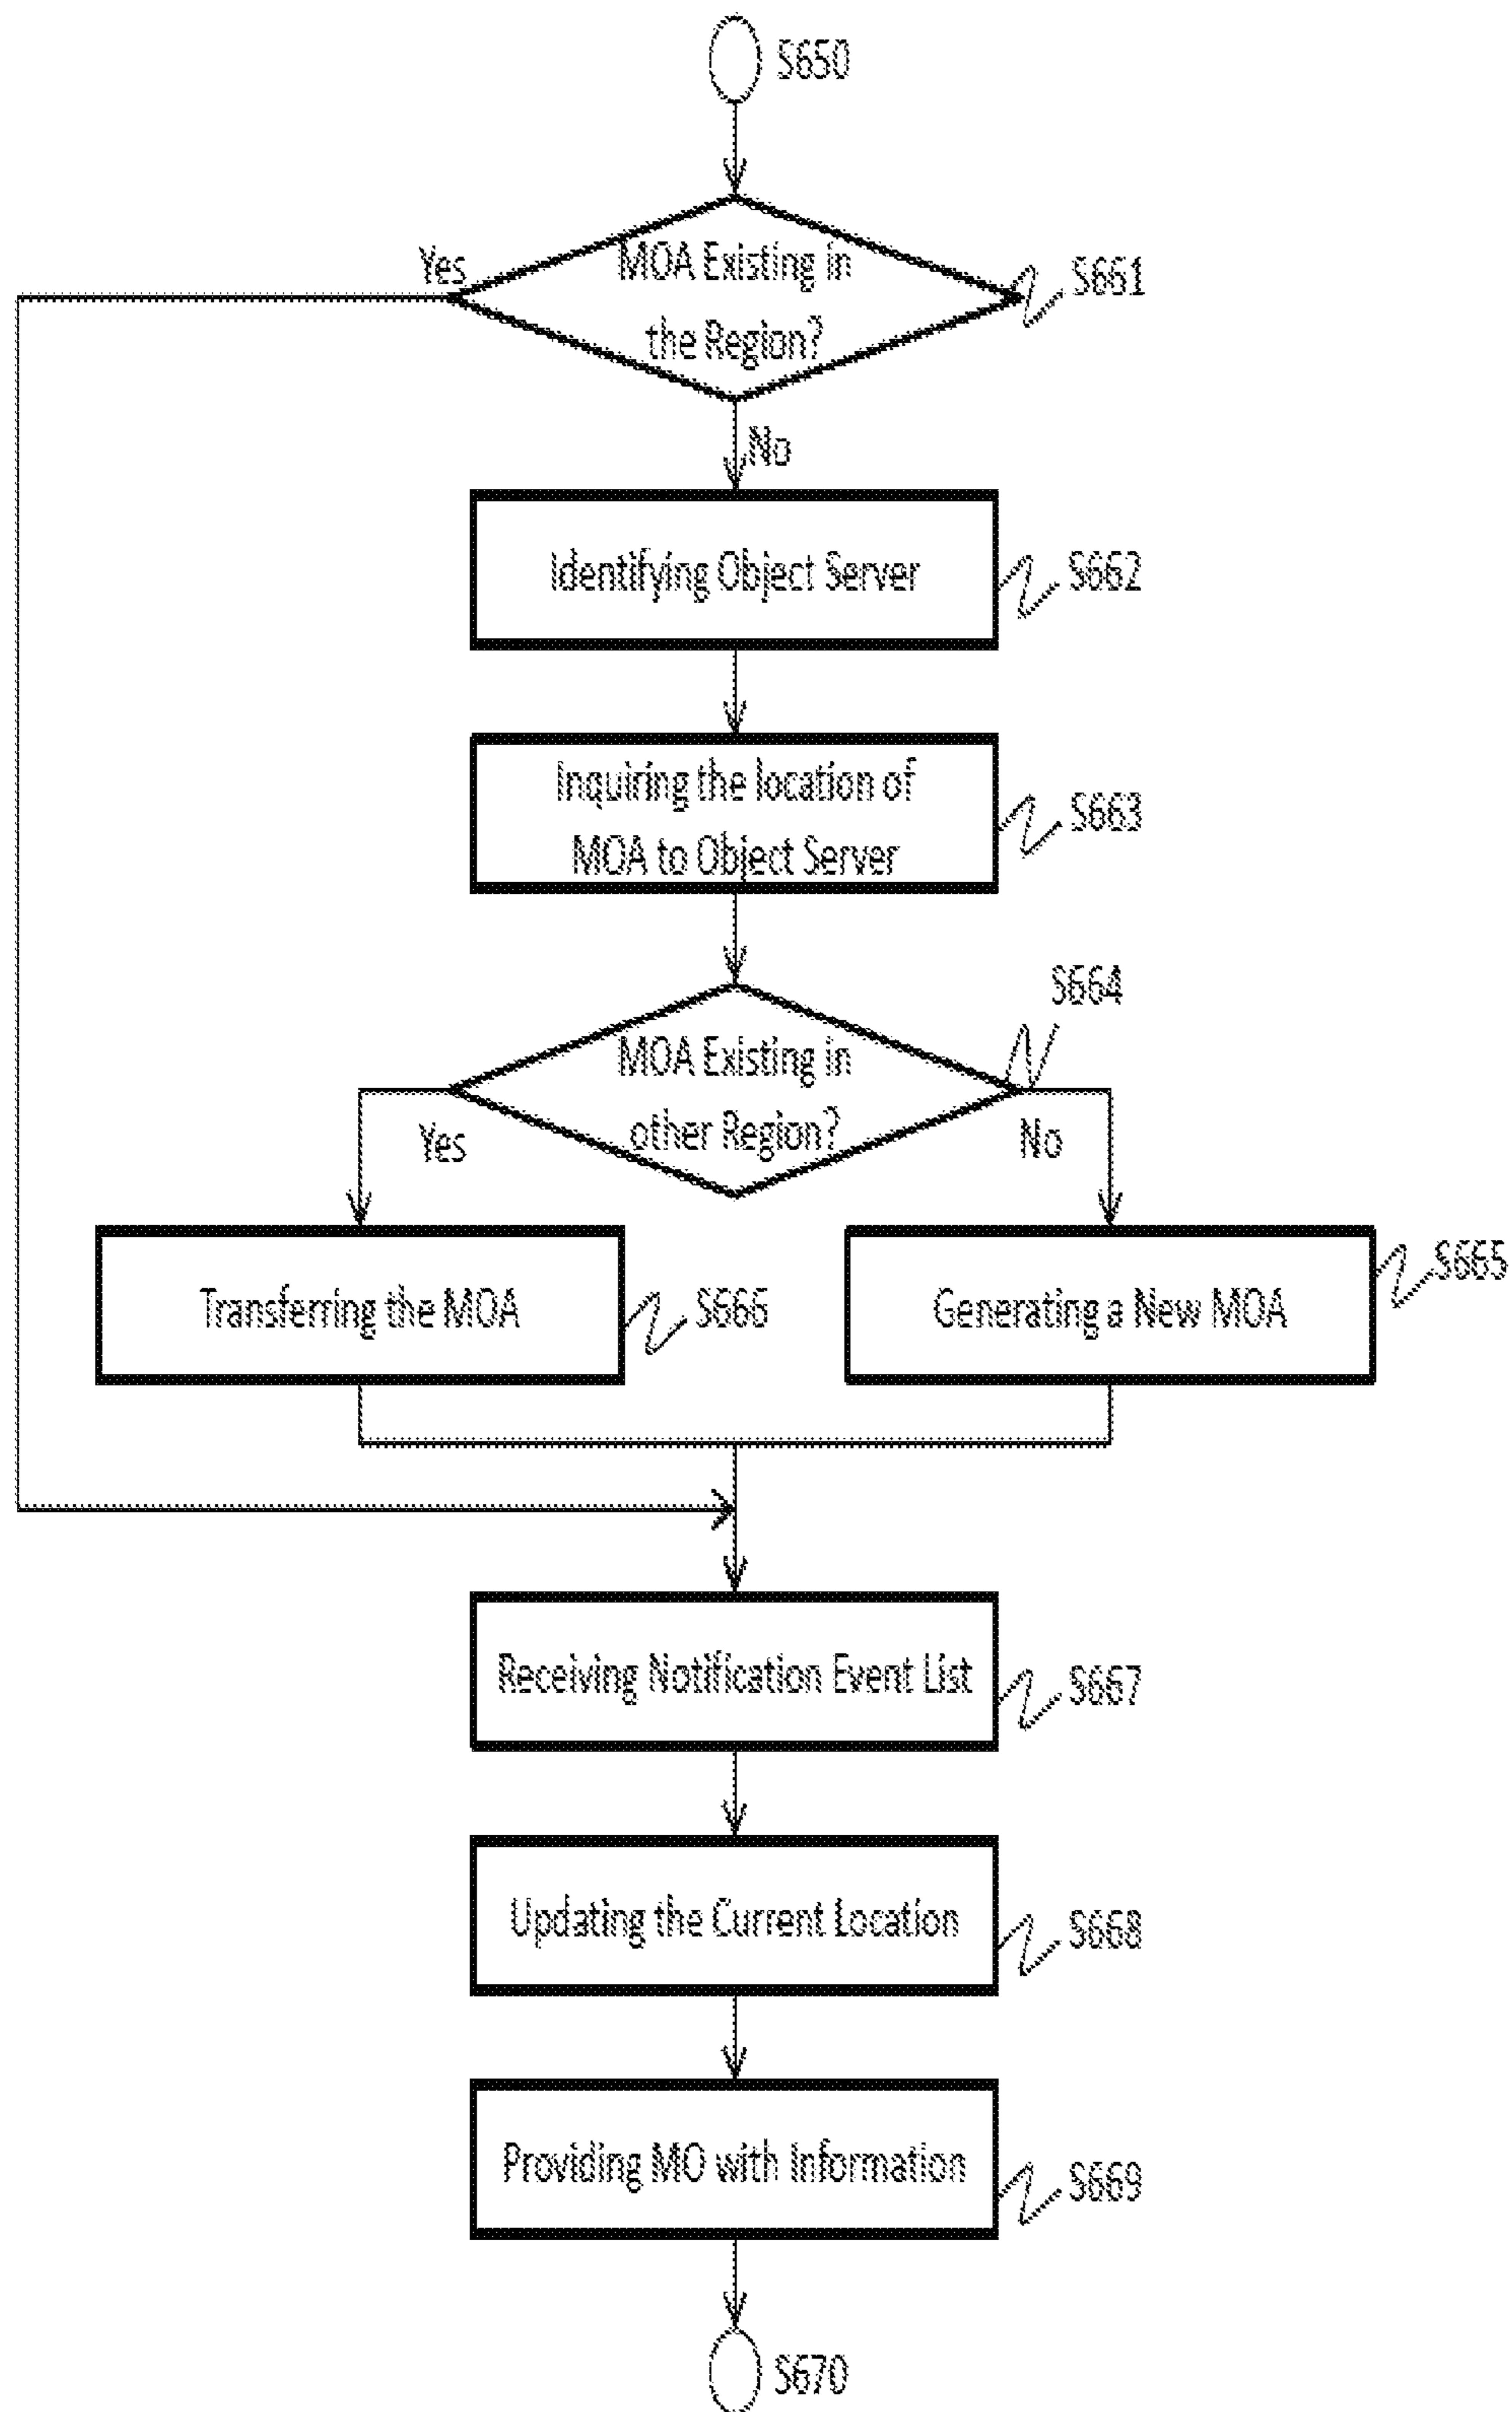 S650
Yes
MOA Existing in
the Region?
S661
No
Identifying Object Server
S662
Inquiring the location of
MOA to Object Server
S663
S664
MOA Existing in
other Region?
Yes
No
Transferring the MOA
S666
Generating a New MOA
S665
Receiving Notification Event List
S667
Updating the Current Location
S668
Providing MO with Information
S669
S670